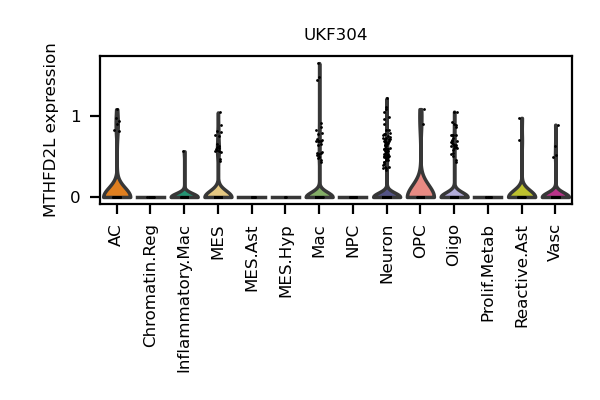 UKF304
MTHFD2L expression
1
0
AC
Chromatin.Reg
Inflammatory.Mac
MES
MES.Ast
MES.Hyp
Mac
NPC
Neuron
OPC
Oligo
Prolif.Metab
Reactive.Ast
Vasc